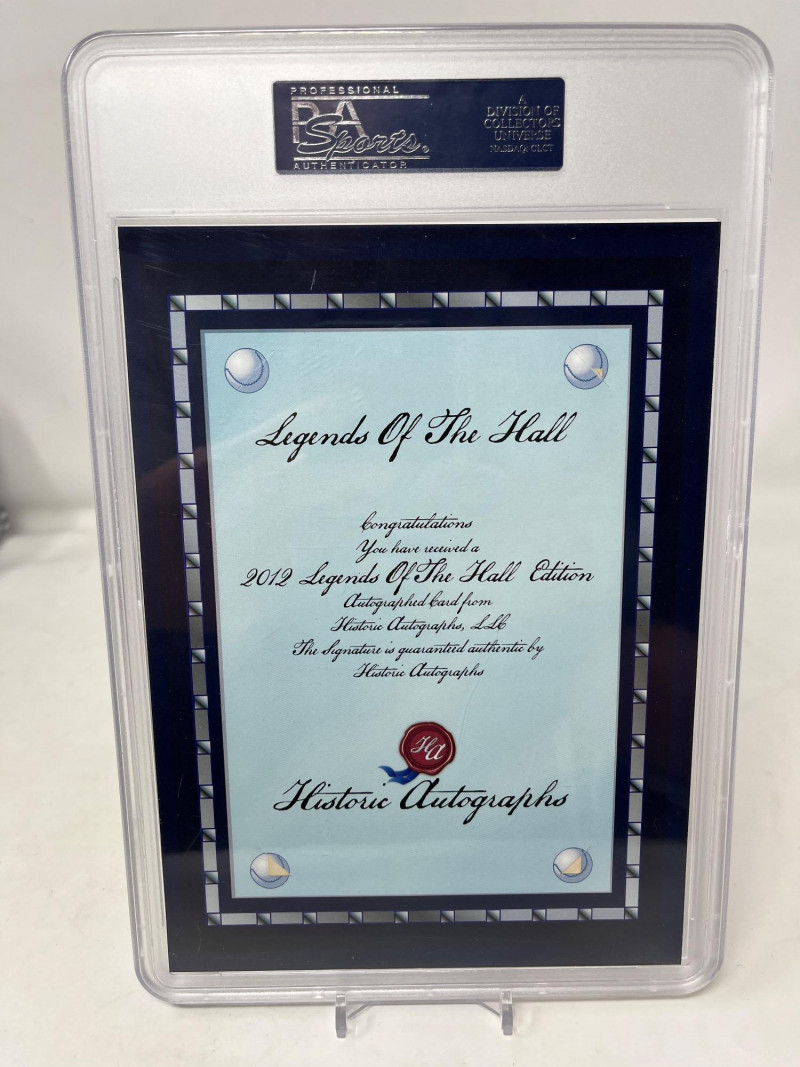 PROFESSIONAL
PSA
Sports
AUTHENTICATOR
A
DIVISION OF
COLLECTORS
UNIVERSE
NASDAQ: CLCT
Legends Of The Hall
Congratulations
You have received a
2012 Legends Of The Hall Edition
Autographed Card from
Historic Autographs, LLC
The Signature is guaranteed authentic by
Historic Autographs
HA
Historic Autographs